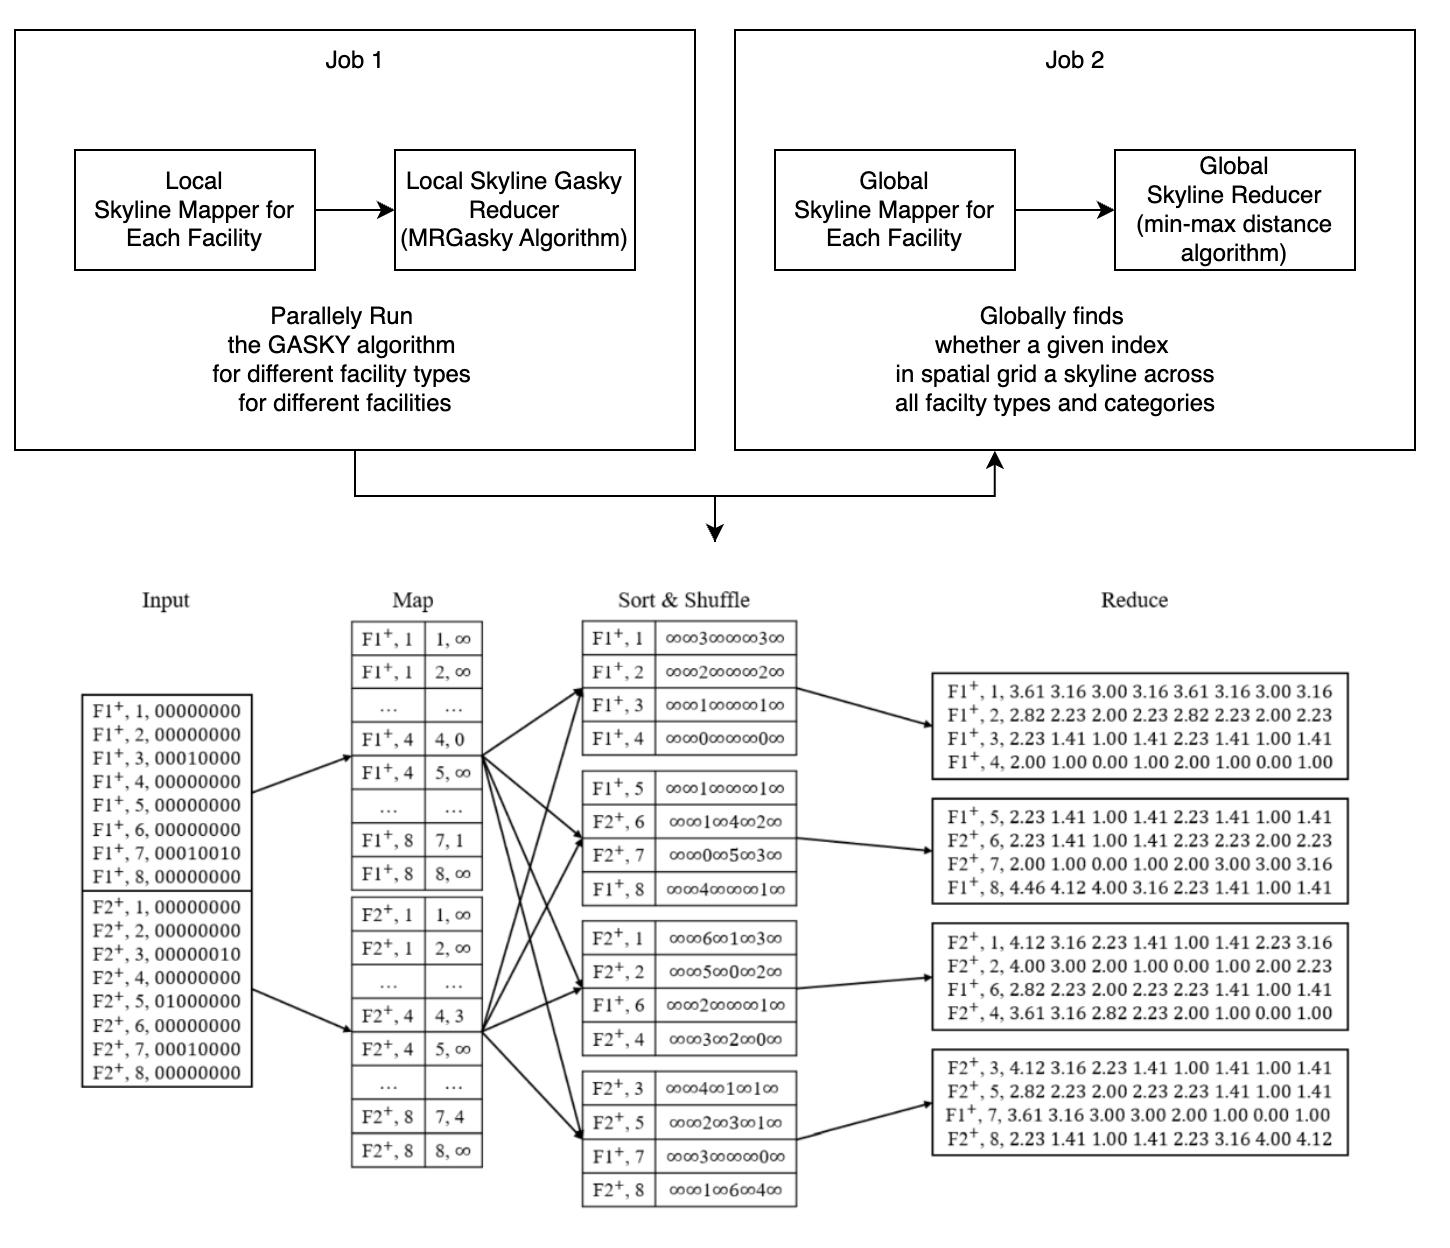 Job 1
Local
Skyline Mapper for
Each Facility
Local Skyline Gasky
Reducer
(MRGasky Algorithm)
Parallely Run
the GASKY algorithm
for different facility types
for different facilities
Job 2
Global
Skyline Mapper for
Each Facility
Global
Skyline Reducer
(min-max distance
algorithm)
Globally finds
whether a given index
in spatial grid a skyline across
all facilty types and categories
Input
F1⁺, 1, 00000000
F1⁺, 2, 00000000
F1⁺, 3, 00010000
F1⁺, 4, 00000000
F1⁺, 5, 00000000
F1⁺, 6, 00000000
F1⁺, 7, 00010010
F1⁺, 8, 00000000
F2⁺, 1, 00000000
F2⁺, 2, 00000000
F2⁺, 3, 00000010
F2⁺, 4, 00000000
F2⁺, 5, 01000000
F2⁺, 6, 00000000
F2⁺, 7, 00010000
F2⁺, 8, 00000000
Map
F1⁺, 1 1, ∞
F1⁺, 1 2, ∞
... ...
F1⁺, 4 4, 0
F1⁺, 4 5, ∞
... ...
F1⁺, 8 7, 1
F1⁺, 8 8, ∞
F2⁺, 1 1, ∞
F2⁺, 1 2, ∞
... ...
F2⁺, 4 4, 3
F2⁺, 4 5, ∞
... ...
F2⁺, 8 7, 4
F2⁺, 8 8, ∞
Sort & Shuffle
F1⁺, 1 ∞∞3∞∞∞3∞
F1⁺, 2 ∞∞2∞∞∞2∞
F1⁺, 3 ∞∞1∞∞∞1∞
F1⁺, 4 ∞∞0∞∞∞0∞
F1⁺, 5 ∞∞1∞∞∞1∞
F2⁺, 6 ∞∞1∞4∞2∞
F2⁺, 7 ∞∞0∞5∞3∞
F1⁺, 8 ∞∞4∞∞∞1∞
F2⁺, 1 ∞∞6∞1∞3∞
F2⁺, 2 ∞∞5∞0∞2∞
F1⁺, 6 ∞∞2∞∞∞1∞
F2⁺, 4 ∞∞3∞2∞0∞
F2⁺, 3 ∞∞4∞1∞1∞
F2⁺, 5 ∞∞2∞3∞1∞
F1⁺, 7 ∞∞3∞∞∞0∞
F2⁺, 8 ∞∞1∞6∞4∞
Reduce
F1⁺, 1, 3.61 3.16 3.00 3.16 3.61 3.16 3.00 3.16
F1⁺, 2, 2.82 2.23 2.00 2.23 2.82 2.23 2.00 2.23
F1⁺, 3, 2.23 1.41 1.00 1.41 2.23 1.41 1.00 1.41
F1⁺, 4, 2.00 1.00 0.00 1.00 2.00 1.00 0.00 1.00
F1⁺, 5, 2.23 1.41 1.00 1.41 2.23 1.41 1.00 1.41
F2⁺, 6, 2.23 1.41 1.00 1.41 2.23 2.23 2.00 2.23
F2⁺, 7, 2.00 1.00 0.00 1.00 2.00 3.00 3.00 3.16
F1⁺, 8, 4.46 4.12 4.00 3.16 2.23 1.41 1.00 1.41
F2⁺, 1, 4.12 3.16 2.23 1.41 1.00 1.41 2.23 3.16
F2⁺, 2, 4.00 3.00 2.00 1.00 0.00 1.00 2.00 2.23
F1⁺, 6, 2.82 2.23 2.00 2.23 2.23 1.41 1.00 1.41
F2⁺, 4, 3.61 3.16 2.82 2.23 2.00 1.00 0.00 1.00
F2⁺, 3, 4.12 3.16 2.23 1.41 1.00 1.41 1.00 1.41
F2⁺, 5, 2.82 2.23 2.00 2.23 2.23 1.41 1.00 1.41
F1⁺, 7, 3.61 3.16 3.00 3.00 2.00 1.00 0.00 1.00
F2⁺, 8, 2.23 1.41 1.00 1.41 2.23 3.16 4.00 4.12